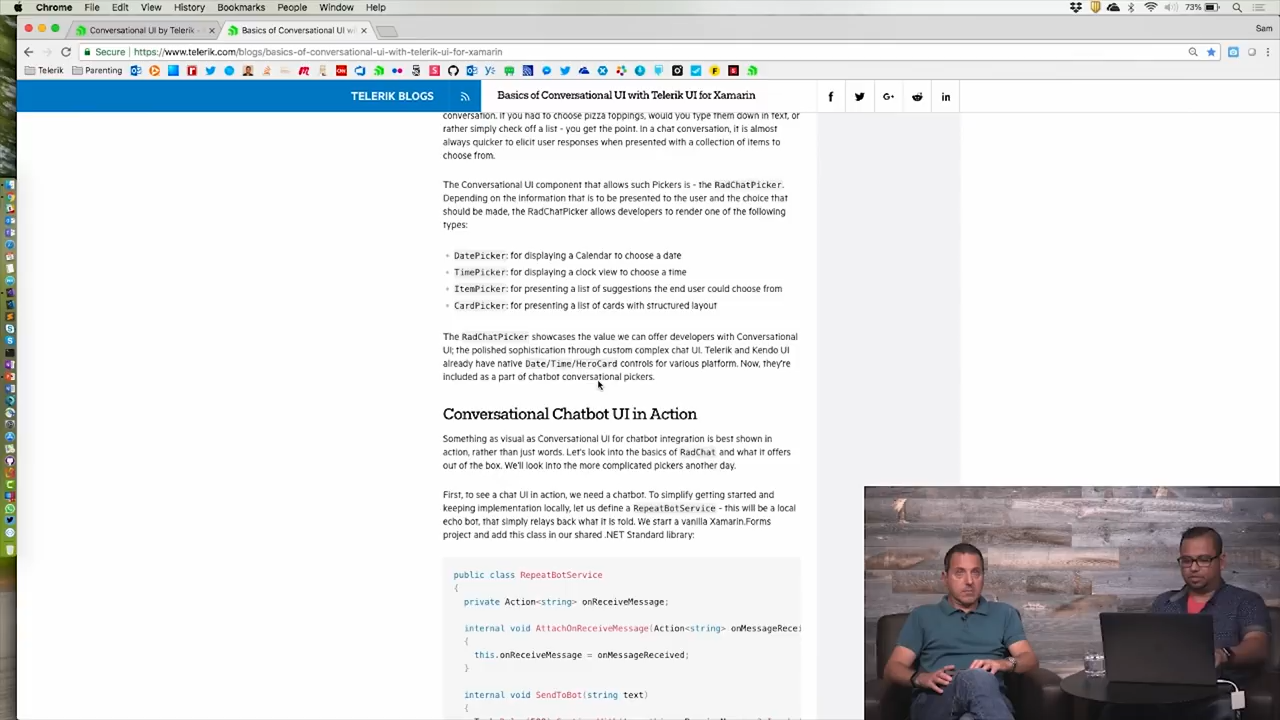 Chrome File Edit View History Bookmarks People Window Help 73%
Conversational UI by Telerik Basics of Conversational UI wi Sam
Secure https://www.telerik.com/blogs/basics-of-conversational-ui-with-telerik-ui-for-xamarin
Telerik Parenting
TELERIK BLOGS Basics of Conversational UI with Telerik UI for Xamarin
conversation. If you had to choose pizza toppings, would you type them down in text, or
rather simply check off a list - you get the point. In a chat conversation, it is almost
always quicker to elicit user responses when presented with a collection of items to
choose from.
The Conversational UI component that allows such Pickers is - the RadChatPicker.
Depending on the information that is to be presented to the user and the choice that
should be made, the RadChatPicker allows developers to render one of the following
types:
DatePicker: for displaying a Calendar to choose a date
TimePicker: for displaying a clock view to choose a time
ItemPicker: for presenting a list of suggestions the end user could choose from
CardPicker: for presenting a list of cards with structured layout
The RadChatPicker showcases the value we can offer developers with Conversational
UI; the polished sophistication through custom complex chat UI. Telerik and Kendo UI
already have native Date/Time/HeroCard controls for various platform. Now, they're
included as a part of chatbot conversational pickers.
Conversational Chatbot UI in Action
Something as visual as Conversational UI for chatbot integration is best shown in
action, rather than just words. Let's look into the basics of RadChat and what it offers
out of the box. We'll look into the more complicated pickers another day.
First, to see a chat UI in action, we need a chatbot. To simplify getting started and
keeping implementation locally, let us define a RepeatBotService - this will be a local
echo bot, that simply relays back what it is told. We start a vanilla Xamarin.Forms
project and add this class in our shared .NET Standard library:
public class RepeatBotService
{
private Action<string> onReceiveMessage;
internal void AttachOnReceiveMessage(Action<string> onMessageRecei
{
this.onReceiveMessage = onMessageReceived;
}
internal void SendToBot(string text)
{